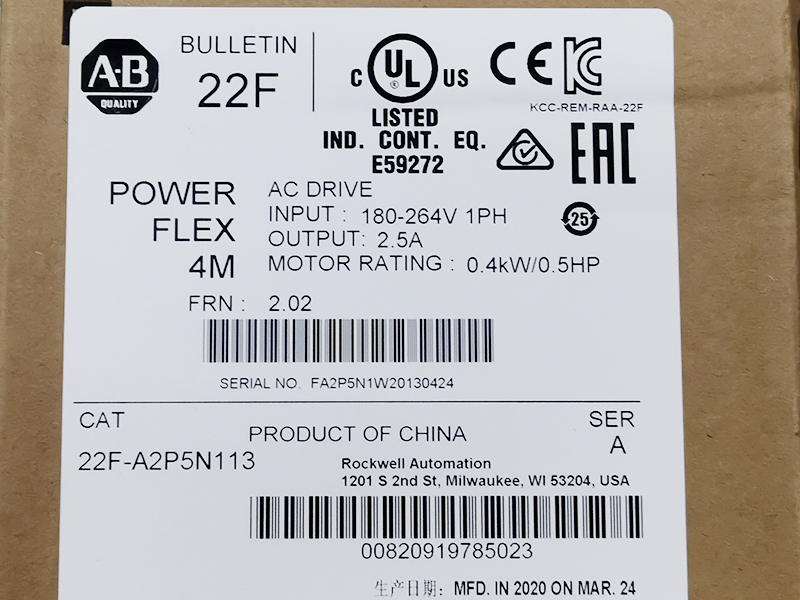 A-B
QUALITY
BULLETIN
22F
C UL US
LISTED
IND. CONT. EQ.
E59272
CE
KC
KCC-REM-RAA-22F
EAC
25
POWER
FLEX
4M
AC DRIVE
INPUT : 180-264V 1PH
OUTPUT: 2.5A
MOTOR RATING : 0.4kW/0.5HP
FRN : 2.02
SERIAL NO. FA2P5N1W20130424
CAT
22F-A2P5N113
PRODUCT OF CHINA
SER
A
Rockwell Automation
1201 S 2nd St, Milwaukee, WI 53204, USA
00820919785023
生产日期: MFD. IN 2020 ON MAR. 24